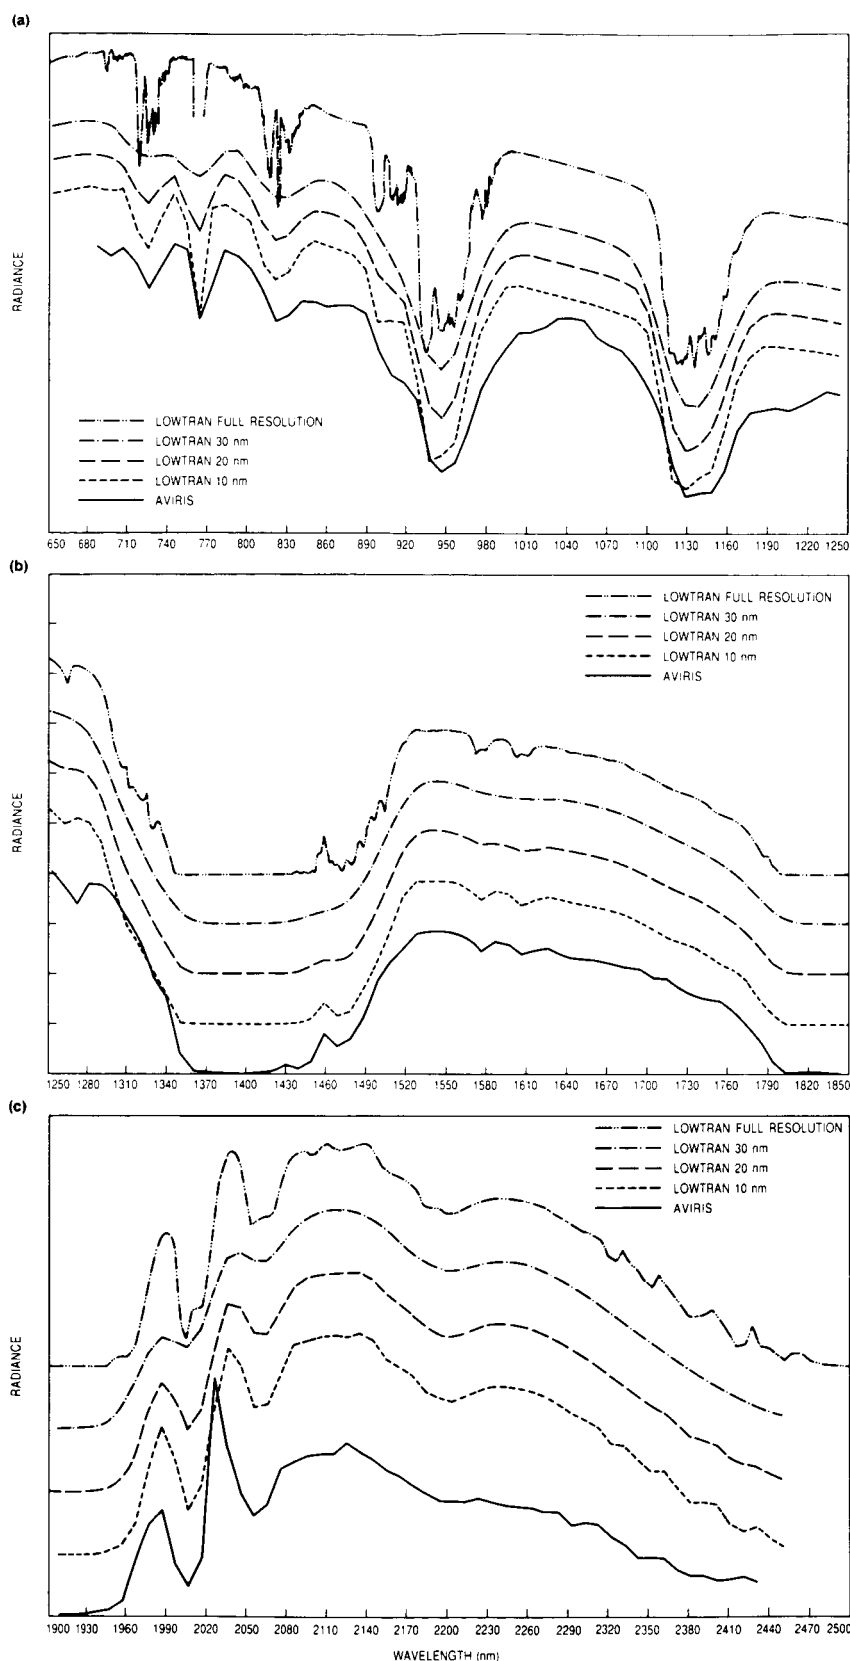 (a)
RADIANCE
LOWTRAN FULL RESOLUTION
LOWTRAN 30 nm
LOWTRAN 20 nm
LOWTRAN 10 nm
AVIRIS
650 680 710 740 770 800 830 860 890 920 950 980 1010 1040 1070 1100 1130 1160 1190 1220 1250
(b)
RADIANCE
LOWTRAN FULL RESOLUTION
LOWTRAN 30 nm
LOWTRAN 20 nm
LOWTRAN 10 nm
AVIRIS
1250 1280 1310 1340 1370 1400 1430 1460 1490 1520 1550 1580 1610 1640 1670 1700 1730 1760 1790 1820 1850
(c)
RADIANCE
LOWTRAN FULL RESOLUTION
LOWTRAN 30 nm
LOWTRAN 20 nm
LOWTRAN 10 nm
AVIRIS
1900 1930 1960 1990 2020 2050 2080 2110 2140 2170 2200 2230 2260 2290 2320 2350 2380 2410 2440 2470 2500
WAVELENGTH (nm)